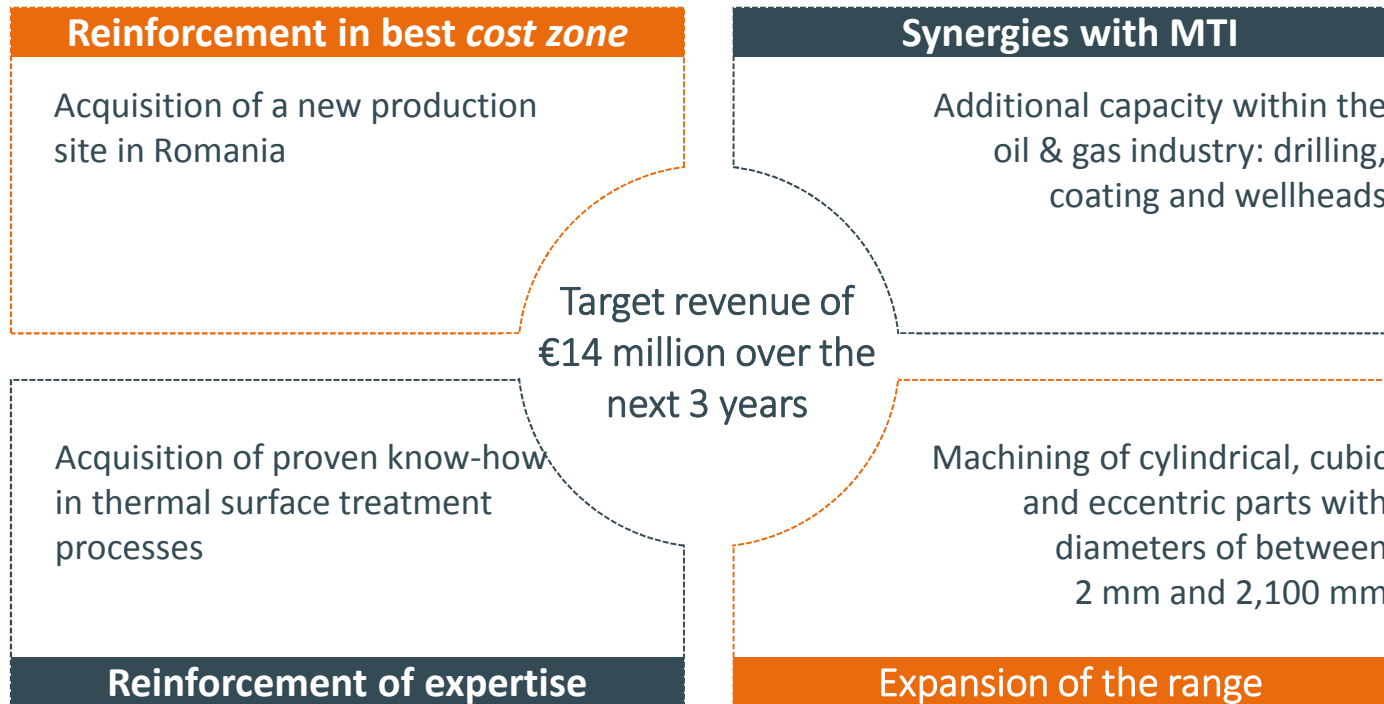 Reinforcement in best cost zone
Acquisition of a new production
site in Romania
Synergies with MTI
Additional capacity within the
oil & gas industry: drilling,
coating and wellheads
Target revenue of
€14 million over the
next 3 years
Acquisition of proven know-how
in thermal surface treatment
processes
Reinforcement of expertise
Machining of cylindrical, cubic
and eccentric parts with
diameters of between
2 mm and 2,100 mm
Expansion of the range